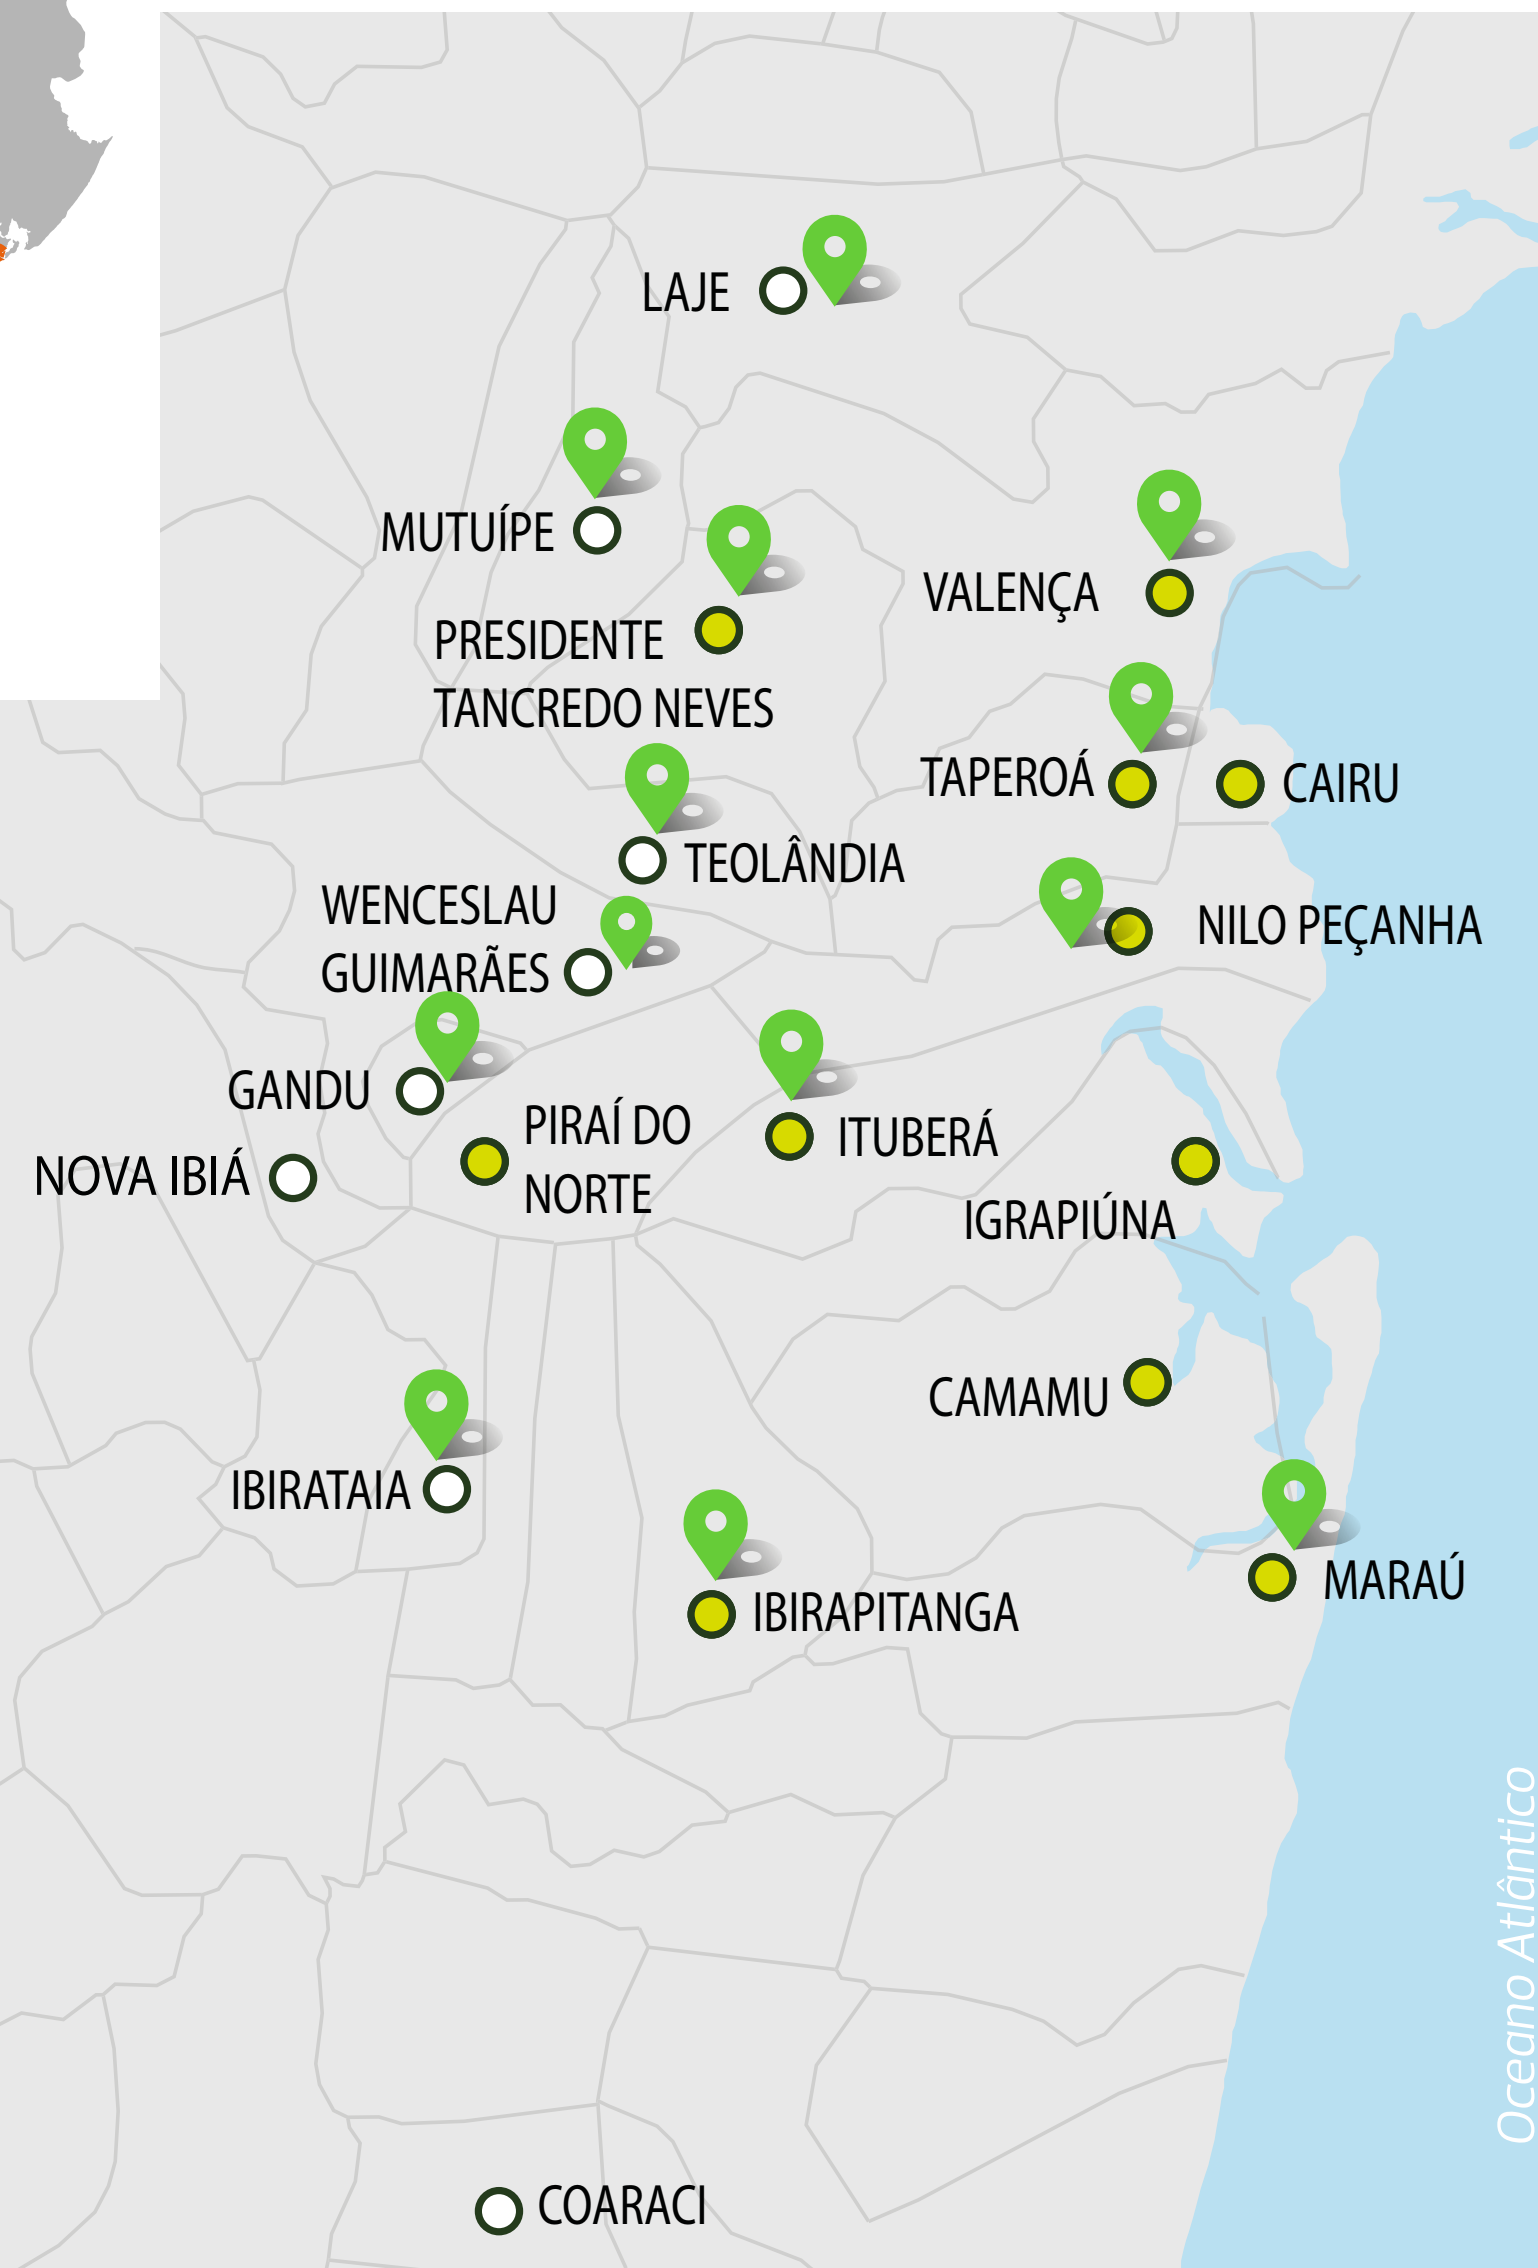 LAJE
MUTUÍPE
VALENÇA
PRESIDENTE
TANCREDO NEVES
TAPEROÁ
CAIRU
TEOLÂNDIA
WENCESLAU
GUIMARÃES
NILO PEÇANHA
GANDU
PIRAÍ DO
NORTE
ITUBERÁ
NOVA IBIÁ
IGRAPIÚNA
CAMAMU
IBIRATAIA
MARAÚ
IBIRAPITANGA
Oceano Atlântico
COARACI